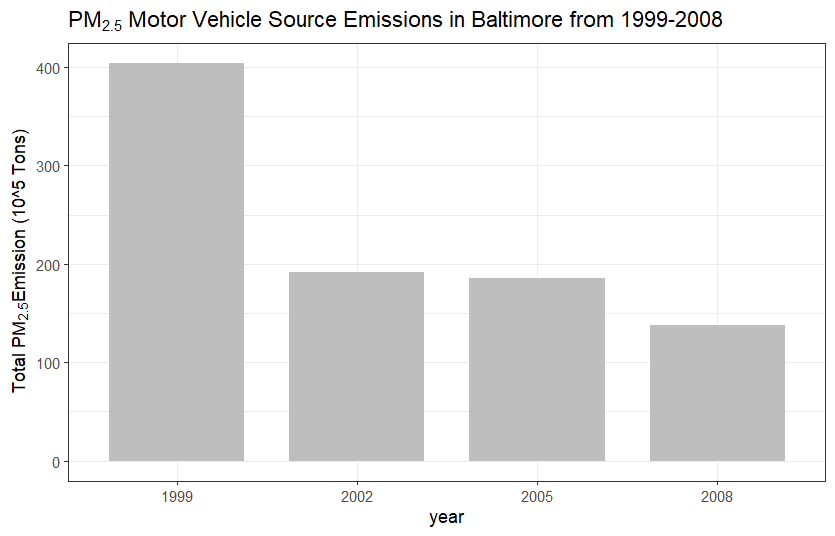 PM2.5 Motor Vehicle Source Emissions in Baltimore from 1999-2008
Total PM2.5Emission (10^5 Tons)
400
300
200
100
0
1999 2002 2005 2008
year